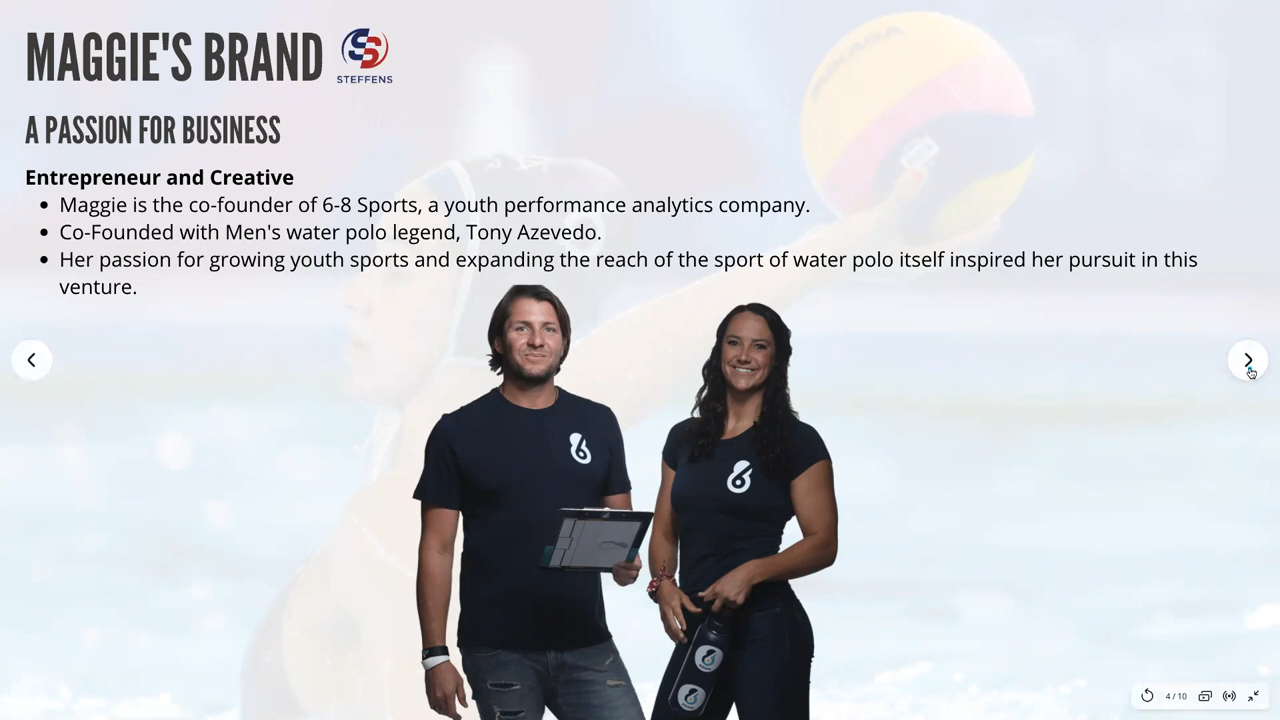 MAGGIE'S BRAND
STEFFENS
A PASSION FOR BUSINESS
Entrepreneur and Creative
• Maggie is the co-founder of 6-8 Sports, a youth performance analytics company.
• Co-Founded with Men's water polo legend, Tony Azevedo.
• Her passion for growing youth sports and expanding the reach of the sport of water polo itself inspired her pursuit in this
venture.
4 / 10